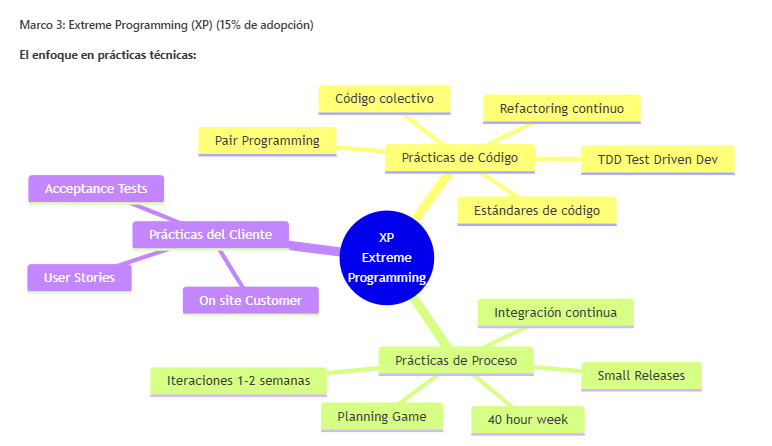 Marco 3: Extreme Programming (XP) (15% de adopción)
El enfoque en prácticas técnicas:
Código colectivo
Refactoring continuo
Pair Programming
Prácticas de Código
TDD Test Driven Dev
Estándares de código
Acceptance Tests
Prácticas del Cliente
User Stories
On site Customer
XP
Extreme
Programming
Integración continua
Prácticas de Proceso
Iteraciones 1-2 semanas
Small Releases
Planning Game
40 hour week